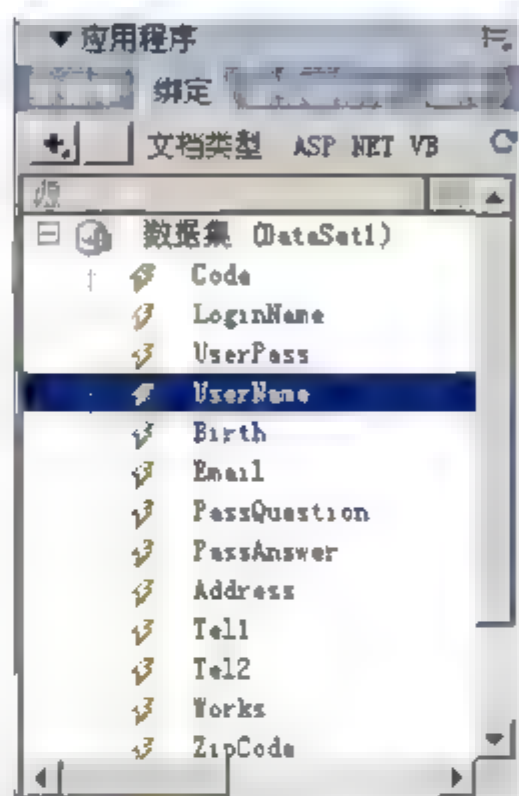 应用程序
绑定
文档类型 ASP NET VB
源
数据集 (DataSet1)
Code
LoginName
UserPass
UserName
Birth
Email
PassQuestion
PassAnswer
Address
Tel1
Tel2
Works
ZipCode